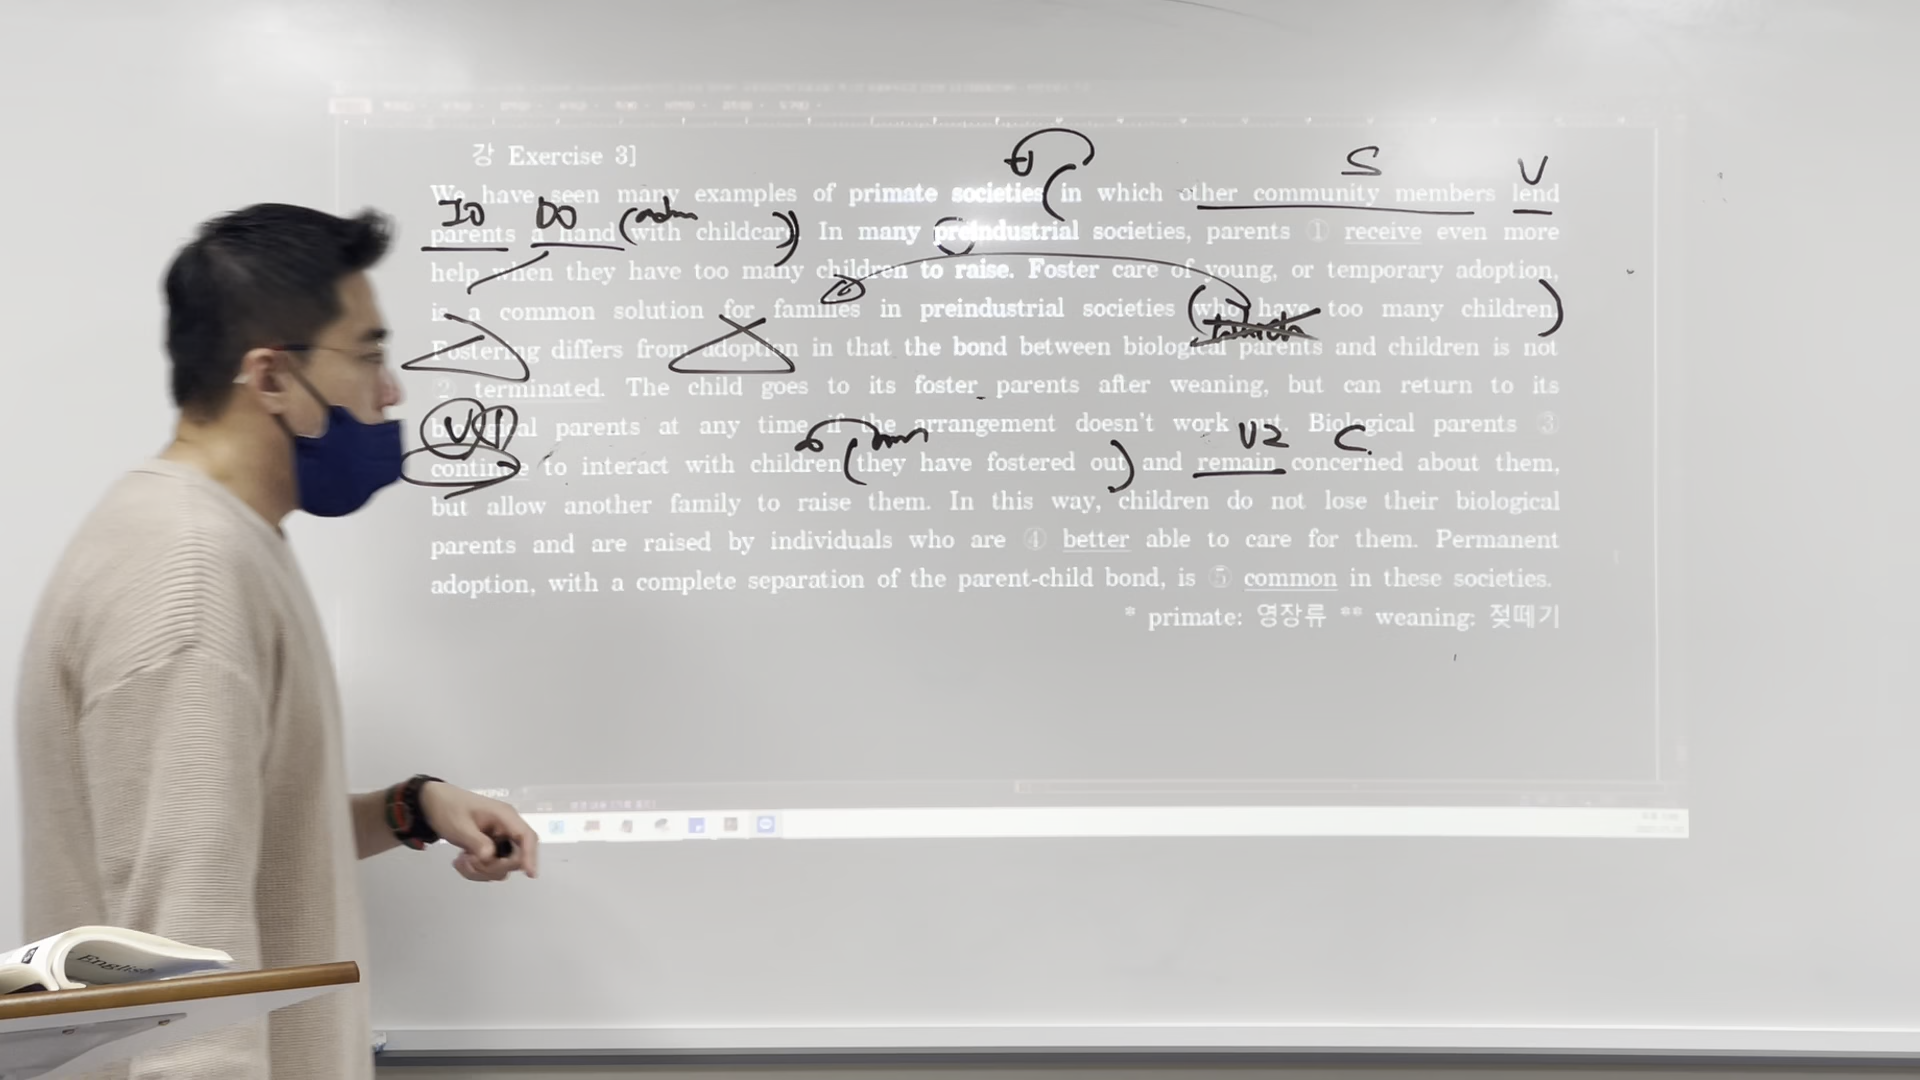 강 Exercise 3]
S V
We have seen many examples of primate societies in which other community members lend
IO DO
parents a hand with childcare. In many preindustrial societies, parents ① receive even more
help when they have too many children to raise. Foster care of young, or temporary adoption,
is a common solution for families in preindustrial societies who have too many children.
Fostering differs from adoption in that the bond between biological parents and children is not
② terminated. The child goes to its foster parents after weaning, but can return to its
biological parents at any time if the arrangement doesn't work out. Biological parents ③
V1 V2 C.
continue to interact with children they have fostered out and remain concerned about them,
but allow another family to raise them. In this way, children do not lose their biological
parents and are raised by individuals who are ④ better able to care for them. Permanent
adoption, with a complete separation of the parent-child bond, is ⑤ common in these societies.
* primate: 영장류 ** weaning: 젖떼기
English